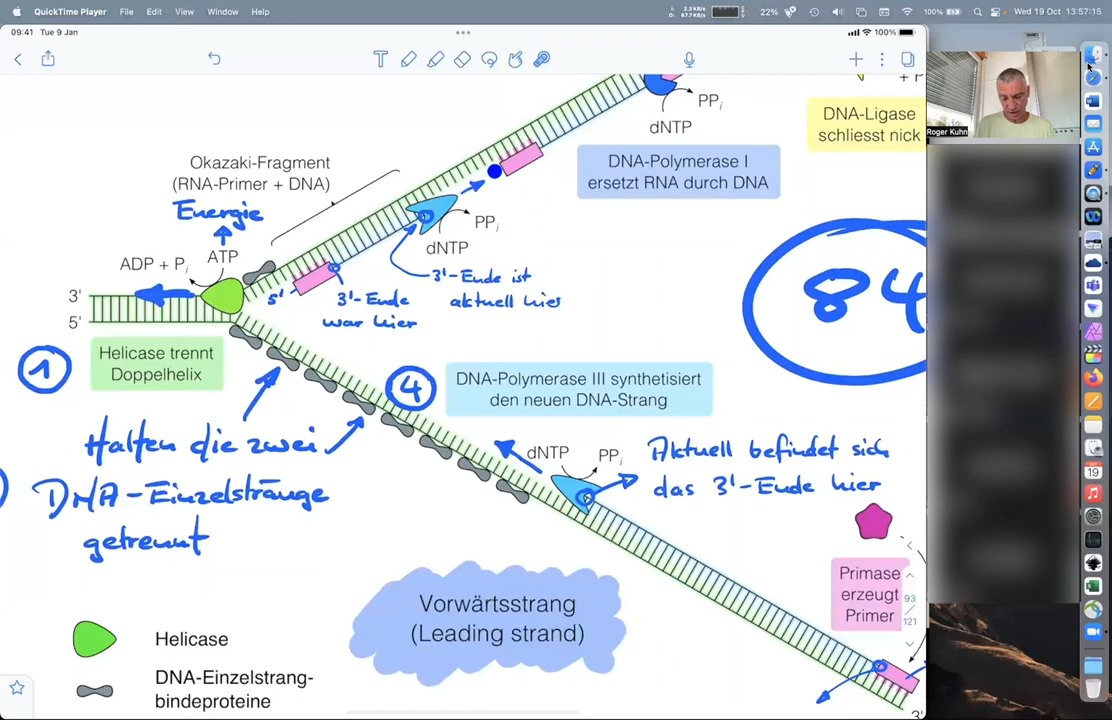 QuickTime Player File Edit View Window Help
22%
100%
Wed 19 Oct 13:57:15
09:41 Tue 9 Jan
100%
PPi
dNTP
DNA-Ligase
schliesst nick
Roger Kuhn
Okazaki-Fragment
(RNA-Primer + DNA)
DNA-Polymerase I
ersetzt RNA durch DNA
Energie
PPi
dNTP
ATP
ADP + Pi
3'-Ende ist
aktuell hier
3'
5'
5'
3'-Ende
war hier
84
1
Helicase trennt
Doppelhelix
4
DNA-Polymerase III synthetisiert
den neuen DNA-Strang
Halten die zwei
DNA-Einzelstränge
getrennt
dNTP
PPi
Aktuell befindet sich
das 3'-Ende hier
Primase
erzeugt
Primer
93
121
Vorwärtsstrang
(Leading strand)
Helicase
DNA-Einzelstrang-
bindeproteine
3'